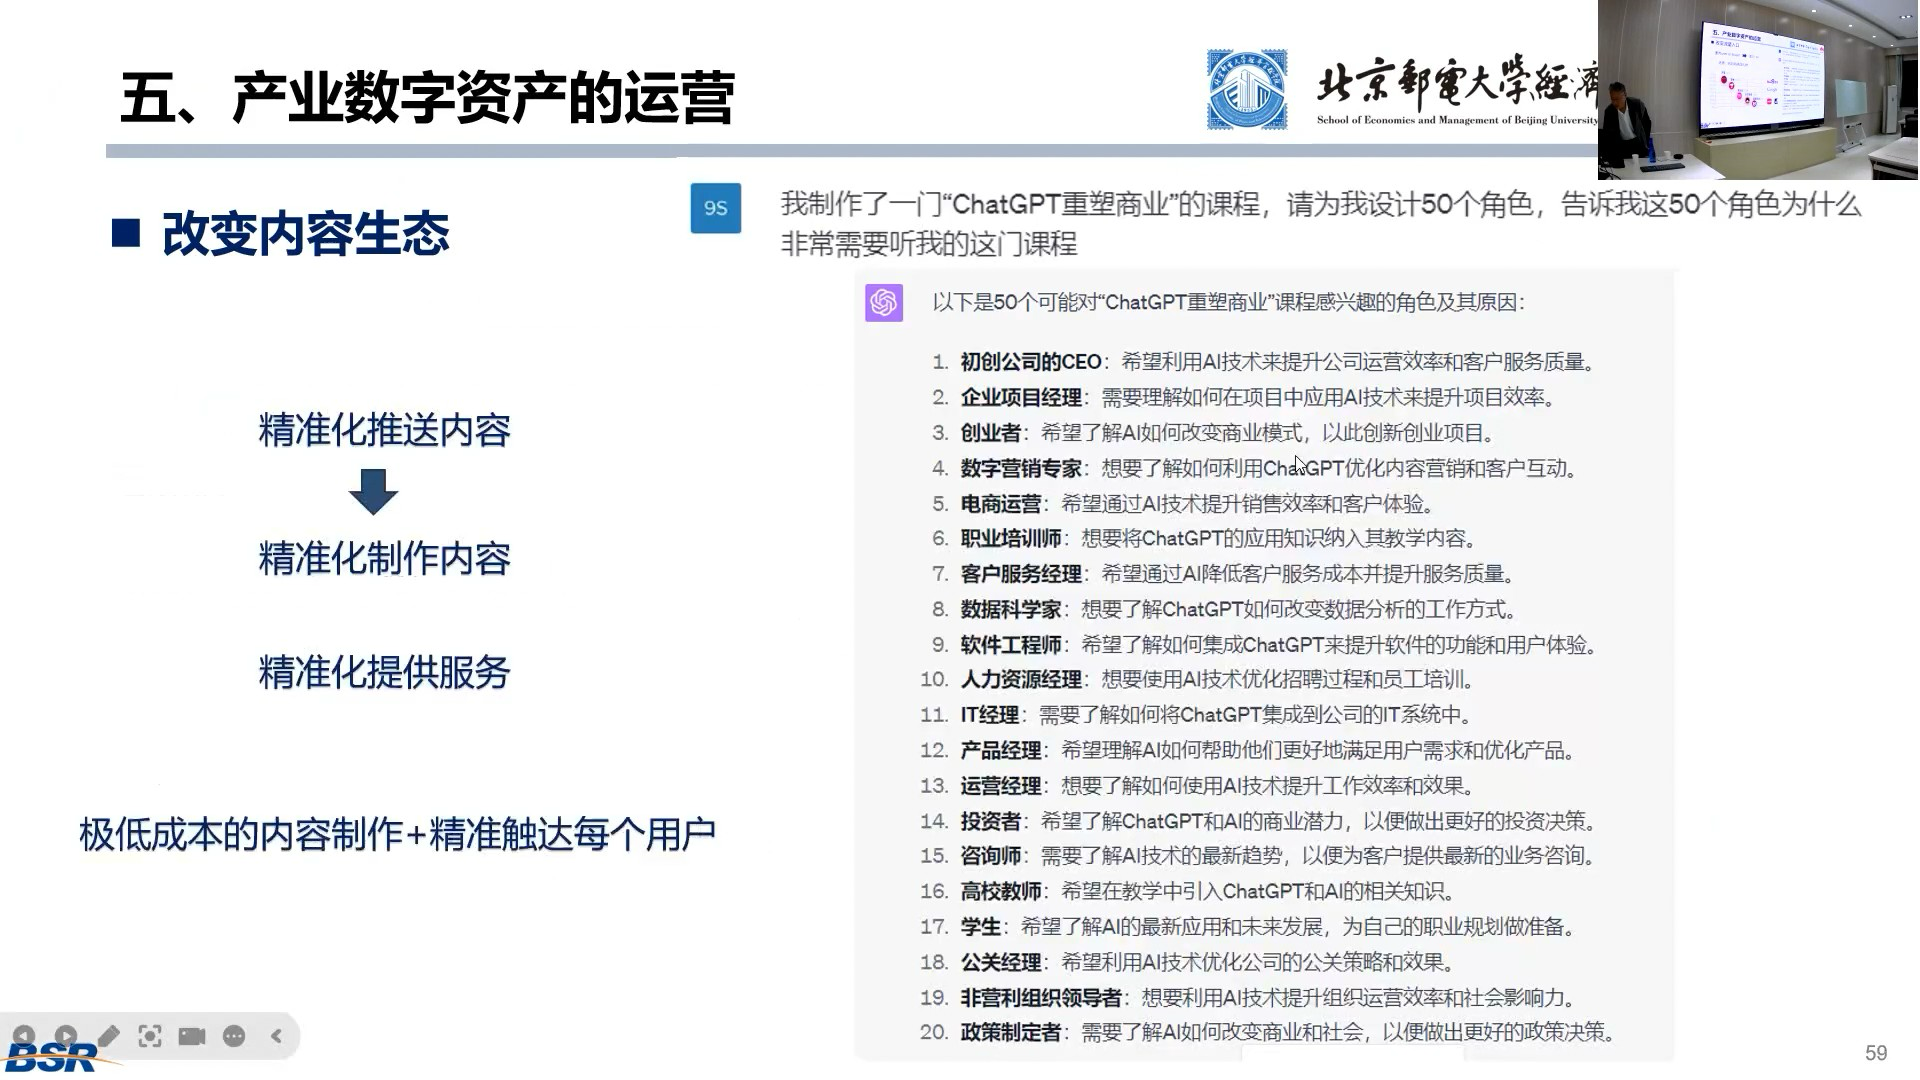 五、产业数字资产的运营
北京郵電大学經濟
School of Economics and Management of Beijing University
改变内容生态
精准化推送内容
精准化制作内容
精准化提供服务
极低成本的内容制作+精准触达每个用户
9S
我制作了一门“ChatGPT重塑商业”的课程，请为我设计50个角色，告诉我这50个角色为什么
非常需要听我的这门课程
以下是50个可能对“ChatGPT重塑商业”课程感兴趣的角色及其原因：
1. 初创公司的CEO：希望利用AI技术来提升公司运营效率和客户服务质量。
2. 企业项目经理：需要理解如何在项目中应用AI技术来提升项目效率。
3. 创业者：希望了解AI如何改变商业模式，以此创新创业项目。
4. 数字营销专家：想要了解如何利用ChatGPT优化内容营销和客户互动。
5. 电商运营：希望通过AI技术提升销售效率和客户体验。
6. 职业培训师：想要将ChatGPT的应用知识纳入其教学内容。
7. 客户服务经理：希望通过AI降低客户服务成本并提升服务质量。
8. 数据科学家：想要了解ChatGPT如何改变数据分析的工作方式。
9. 软件工程师：希望了解如何集成ChatGPT来提升软件的功能和用户体验。
10. 人力资源经理：想要使用AI技术优化招聘过程和员工培训。
11. IT经理：需要了解如何将ChatGPT集成到公司的IT系统中。
12. 产品经理：希望理解AI如何帮助他们更好地满足用户需求和优化产品。
13. 运营经理：想要了解如何使用AI技术提升工作效率和效果。
14. 投资者：希望了解ChatGPT和AI的商业潜力，以便做出更好的投资决策。
15. 咨询师：需要了解AI技术的最新趋势，以便为客户提供最新的业务咨询。
16. 高校教师：希望在教学中引入ChatGPT和AI的相关知识。
17. 学生：希望了解AI的最新应用和未来发展，为自己的职业规划做准备。
18. 公关经理：希望利用AI技术优化公司的公关策略和效果。
19. 非营利组织领导者：想要利用AI技术提升组织运营效率和社会影响力。
20. 政策制定者：需要了解AI如何改变商业和社会，以便做出更好的政策决策。
BSR
59